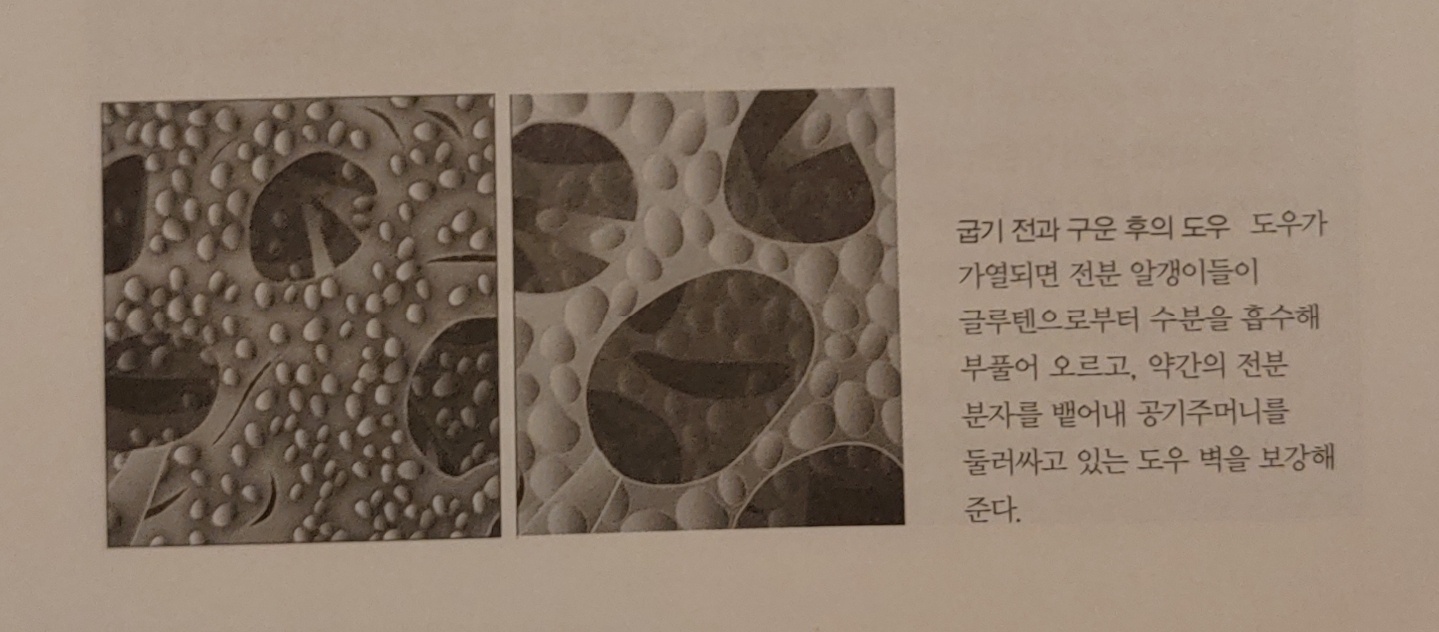 굽기 전과 구운 후의 도우 도우가
가열되면 전분 알갱이들이
글루텐으로부터 수분을 흡수해
부풀어 오르고, 약간의 전분
분자를 뱉어내 공기주머니를
둘러싸고 있는 도우 벽을 보강해
준다.